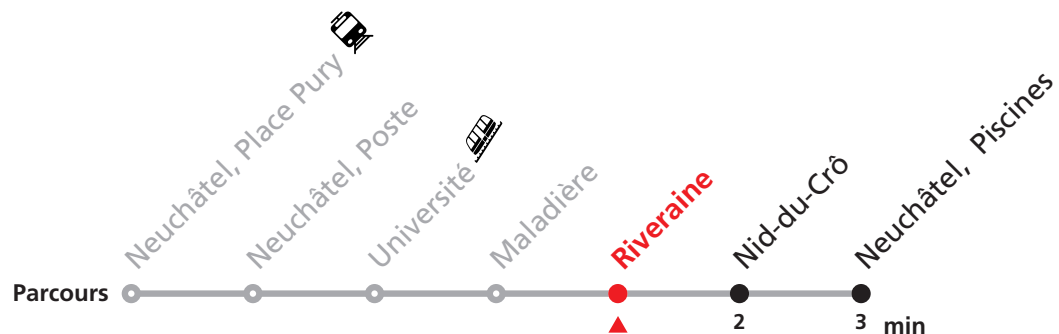 Neuchâtel, Place Pury
Neuchâtel, Poste
Université
Maladière
Riveraine
Nid-du-Crô
Neuchâtel, Piscines
Parcours
2
3 min